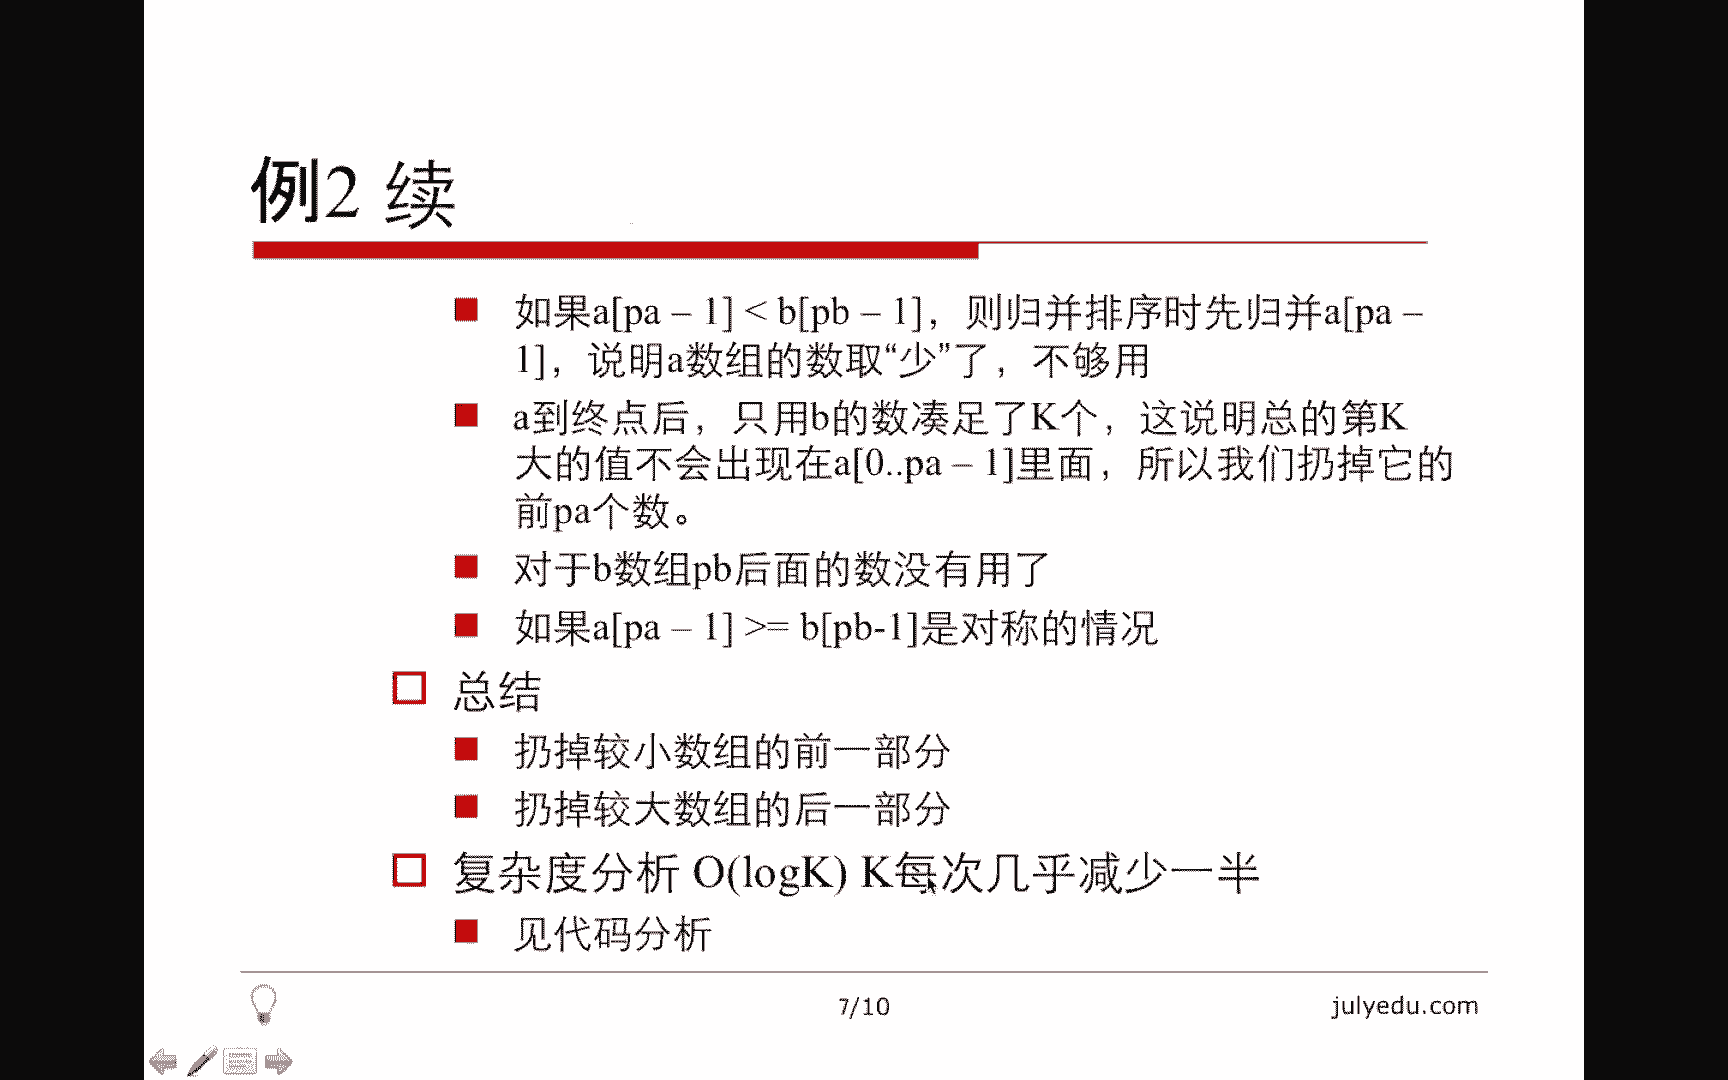 例2 续
如果a[pa – 1] < b[pb – 1]，则归并排序时先归并a[pa –
1]，说明a数组的数取“少”了，不够用
a到终点后，只用b的数凑足了K个，这说明总的第K
大的值不会出现在a[0..pa – 1]里面，所以我们扔掉它的
前pa个数。
对于b数组pb后面的数没有用了
如果a[pa – 1] >= b[pb-1]是对称的情况
总结
扔掉较小数组的前一部分
扔掉较大数组的后一部分
复杂度分析 O(logK) K每次几乎减少一半
见代码分析
7/10
julyedu.com